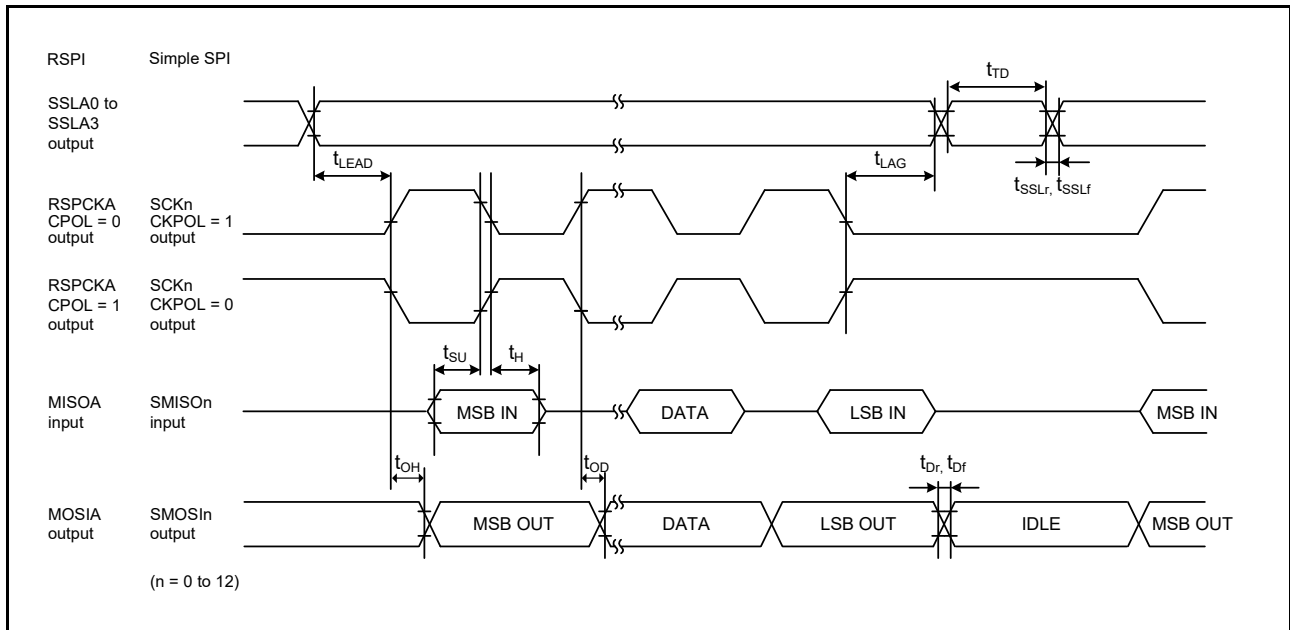 RSPI Simple SPI
SSLA0 to
SSLA3
output
tTD
tLEAD
tLAG
tSSLr, tSSLf
RSPCKA SCKn
CPOL = 0 CKPOL = 1
output output
RSPCKA SCKn
CPOL = 1 CKPOL = 0
output output
tSU tH
MISOA SMISOn
input input
MSB IN DATA LSB IN MSB IN
tOH tOD tDr, tDf
MOSIA SMOSIn
output output
MSB OUT DATA LSB OUT IDLE MSB OUT
(n = 0 to 12)